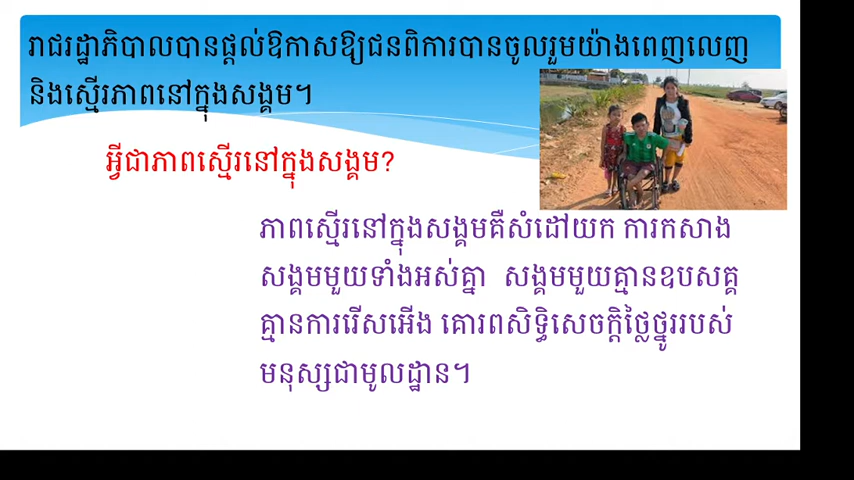 រាជរដ្ឋាភិបាលបានផ្តល់ឱកាសឱ្យជនពិការបានចូលរួមយ៉ាងពេញលេញ
និងស្មើរភាពនៅក្នុងសង្គម។
អ្វីជាភាពស្មើរនៅក្នុងសង្គម?
ភាពស្មើរនៅក្នុងសង្គមគឺសំដៅយក ការកសាង
សង្គមមួយទាំងអស់គ្នា សង្គមមួយគ្មានឧបសគ្គ
គ្មានការរើសអើង គោរពសិទ្ធិសេចក្តិថ្លៃថ្នូររបស់
មនុស្សជាមូលដ្ឋាន។